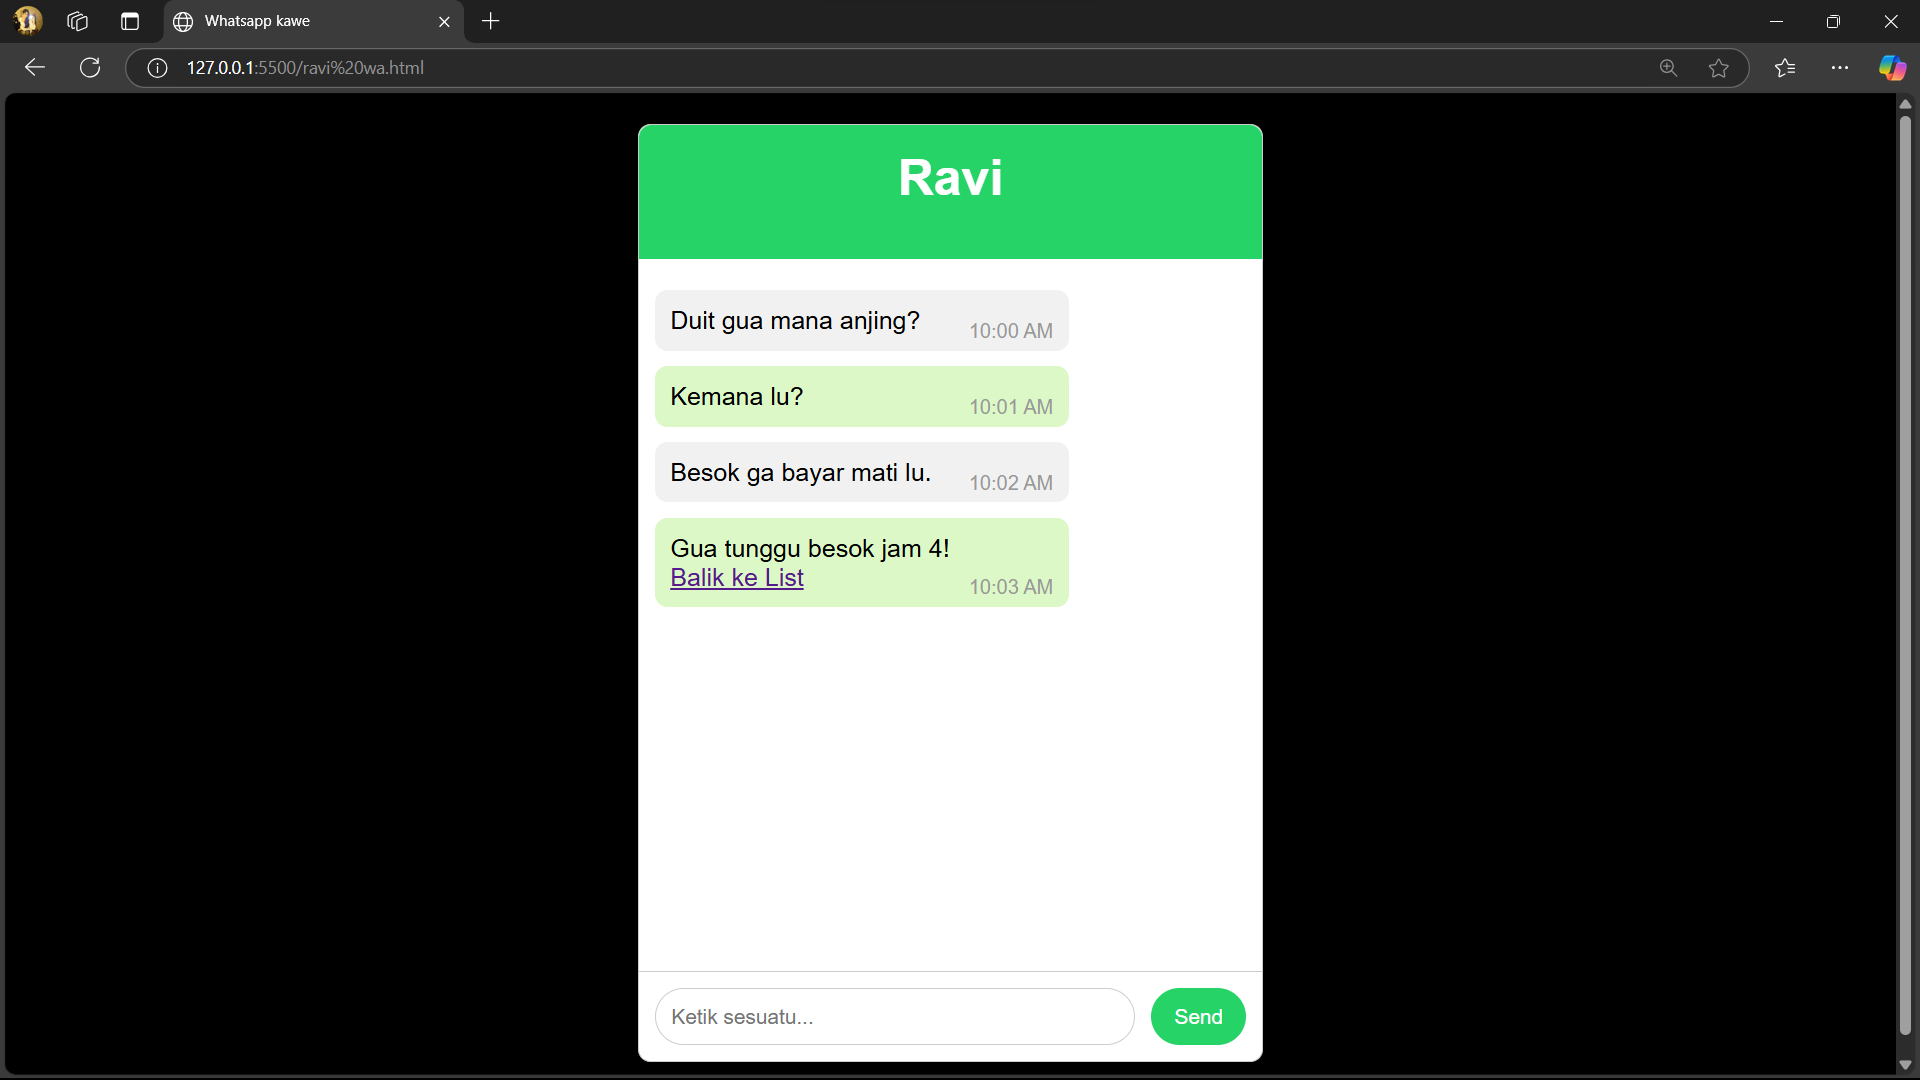 Whatsapp kawe
127.0.0.1:5500/ravi%20wa.html
Ravi
Duit gua mana anjing?
10:00 AM
Kemana lu?
10:01 AM
Besok ga bayar mati lu.
10:02 AM
Gua tunggu besok jam 4!
Balik ke List
10:03 AM
Ketik sesuatu...
Send